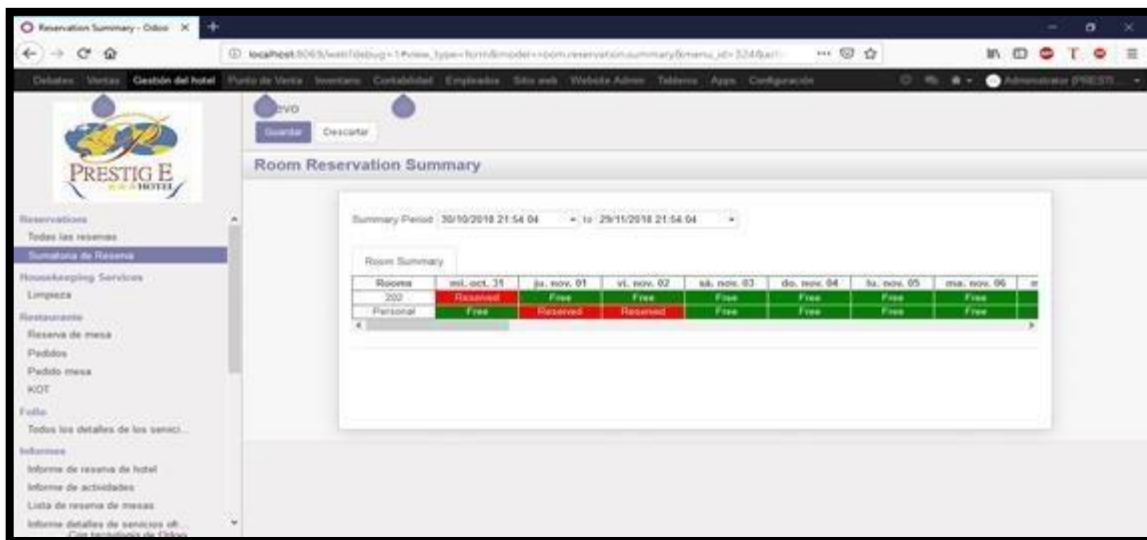 Reservation Summary - Odoo
localhost:8069/web?debug=1#view_type=form&model=room.reservation.summary&menu_id=324&
Debates Ventas Gestión del hotel Punto de Venta Inventario Contabilidad Empleados Sitio web Website Admin Tableros Apps Configuración Administrator (PRESTI...
PRESTIG E
HOTEL
evo
Guardar Descartar
Room Reservation Summary
Summary Period 30/10/2018 21:54:04 to 29/11/2018 21:54:04
Room Summary
Rooms mi. oct. 31 ju. nov. 01 vi. nov. 02 sá. nov. 03 do. nov. 04 lu. nov. 05 ma. nov. 06
202 Reserved Free Free Free Free Free Free
Personal Free Reserved Reserved Free Free Free Free
Reservations
Todas las reservas
Sumatoria de Reserva
Housekeeping Services
Limpieza
Restaurante
Reserva de mesa
Pedidos
Pedido mesa
KOT
Folio
Todos los detalles de los servici...
Informes
Informe de reserva de hotel
Informe de actividades
Lista de reserva de mesas
Informe detalles de servicios
Con tecnología de Odoo